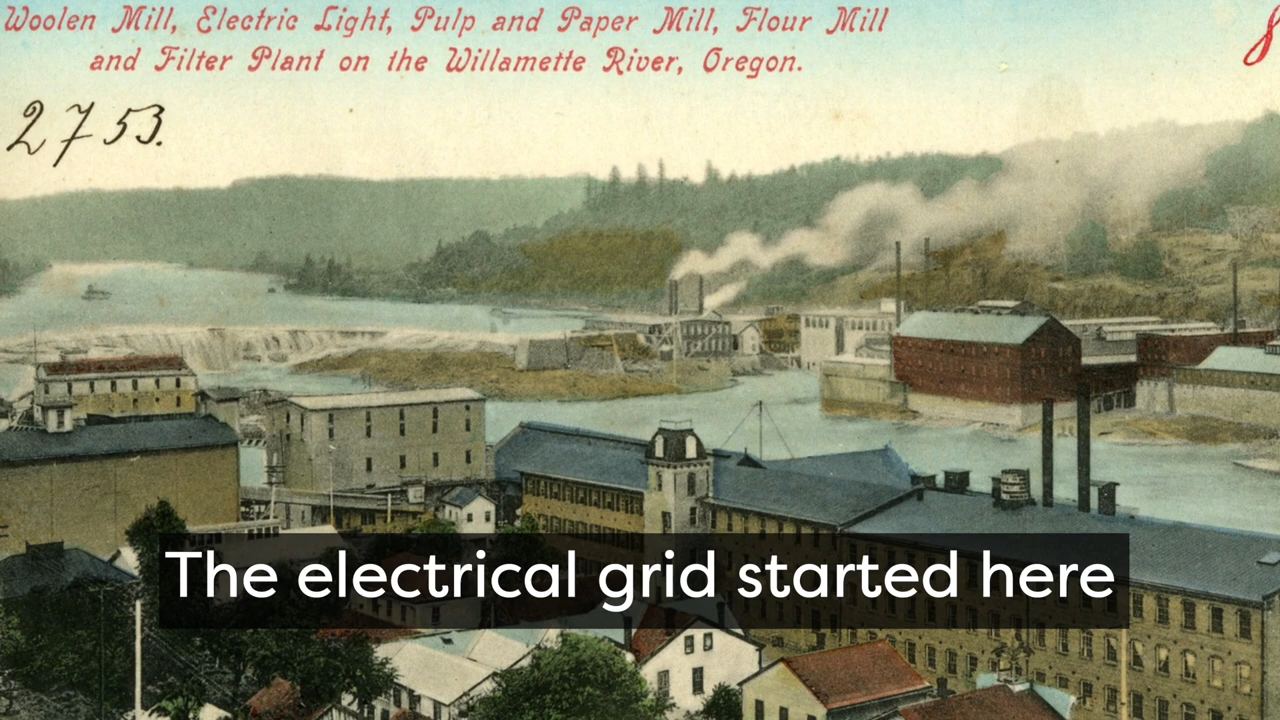 Woolen Mill, Electric Light, Pulp and Paper Mill, Flour Mill
and Filter Plant on the Willamette River, Oregon.
2753.
The electrical grid started here